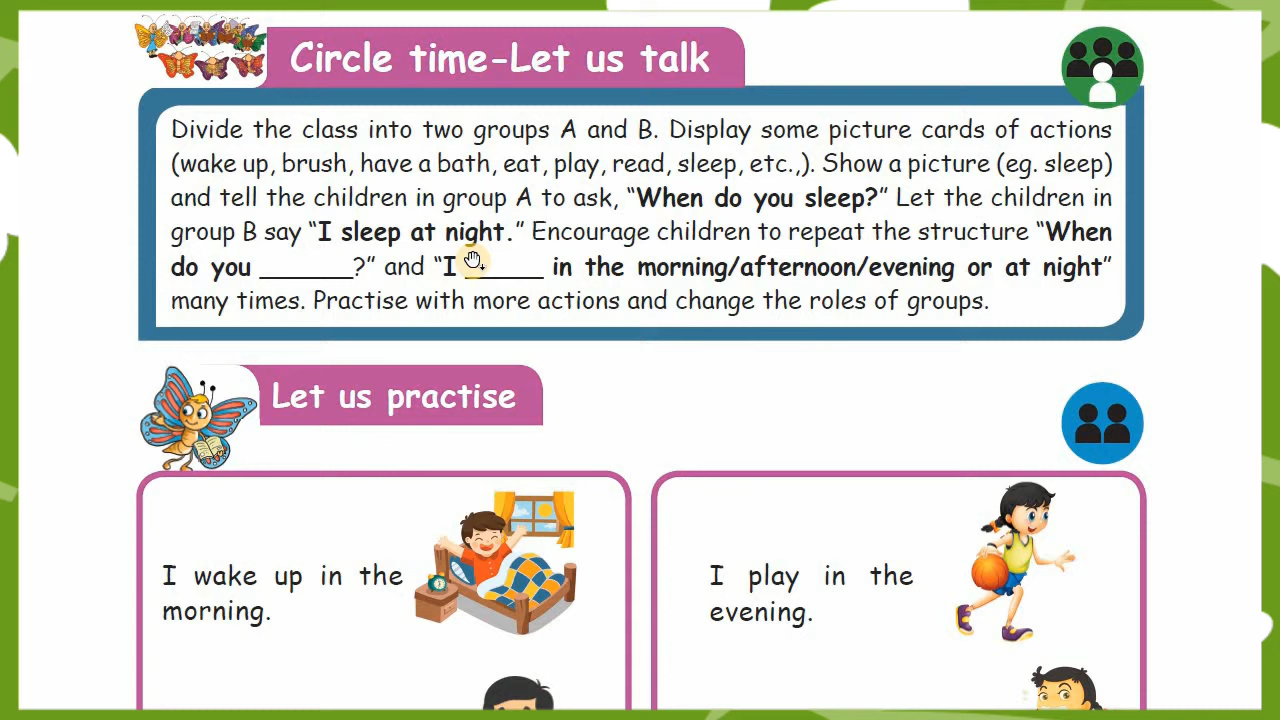 Circle time-Let us talk
Divide the class into two groups A and B. Display some picture cards of actions
(wake up, brush, have a bath, eat, play, read, sleep, etc.,). Show a picture (eg. sleep)
and tell the children in group A to ask, “When do you sleep?” Let the children in
group B say “I sleep at night.” Encourage children to repeat the structure “When
do you _______?” and “I ______ in the morning/afternoon/evening or at night”
many times. Practise with more actions and change the roles of groups.
Let us practise
I wake up in the
morning.
I play in the
evening.